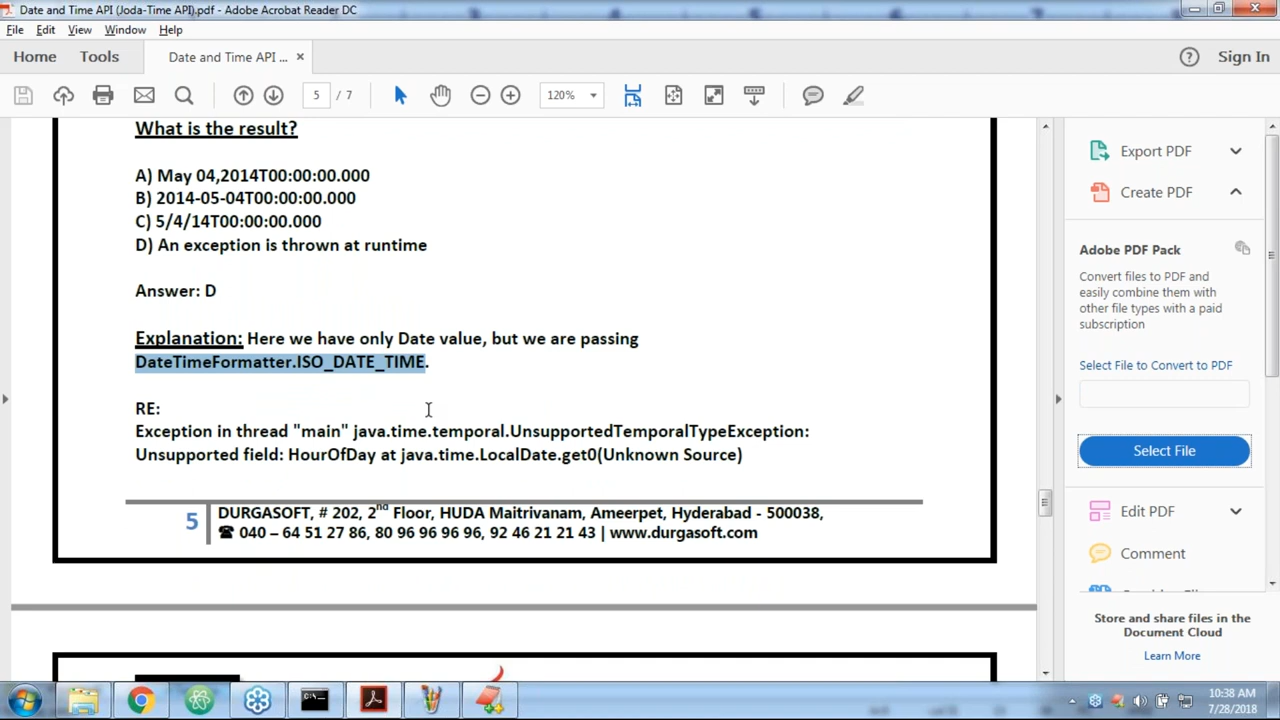 Date and Time API (Joda-Time API).pdf - Adobe Acrobat Reader DC
File Edit View Window Help
Home Tools Date and Time API ... × Sign In
5 / 7 120%
What is the result?
A) May 04,2014T00:00:00.000
B) 2014-05-04T00:00:00.000
C) 5/4/14T00:00:00.000
D) An exception is thrown at runtime
Answer: D
Explanation: Here we have only Date value, but we are passing
DateTimeFormatter.ISO_DATE_TIME.
RE:
Exception in thread "main" java.time.temporal.UnsupportedTemporalTypeException:
Unsupported field: HourOfDay at java.time.LocalDate.get0(Unknown Source)
5
DURGASOFT, # 202, 2nd Floor, HUDA Maitrivanam, Ameerpet, Hyderabad - 500038,
☎ 040 – 64 51 27 86, 80 96 96 96 96, 92 46 21 21 43 | www.durgasoft.com
Export PDF
Create PDF
Adobe PDF Pack
Convert files to PDF and
easily combine them with
other file types with a paid
subscription
Select File to Convert to PDF
Select File
Edit PDF
Comment
Store and share files in the
Document Cloud
Learn More
10:38 AM
7/28/2018